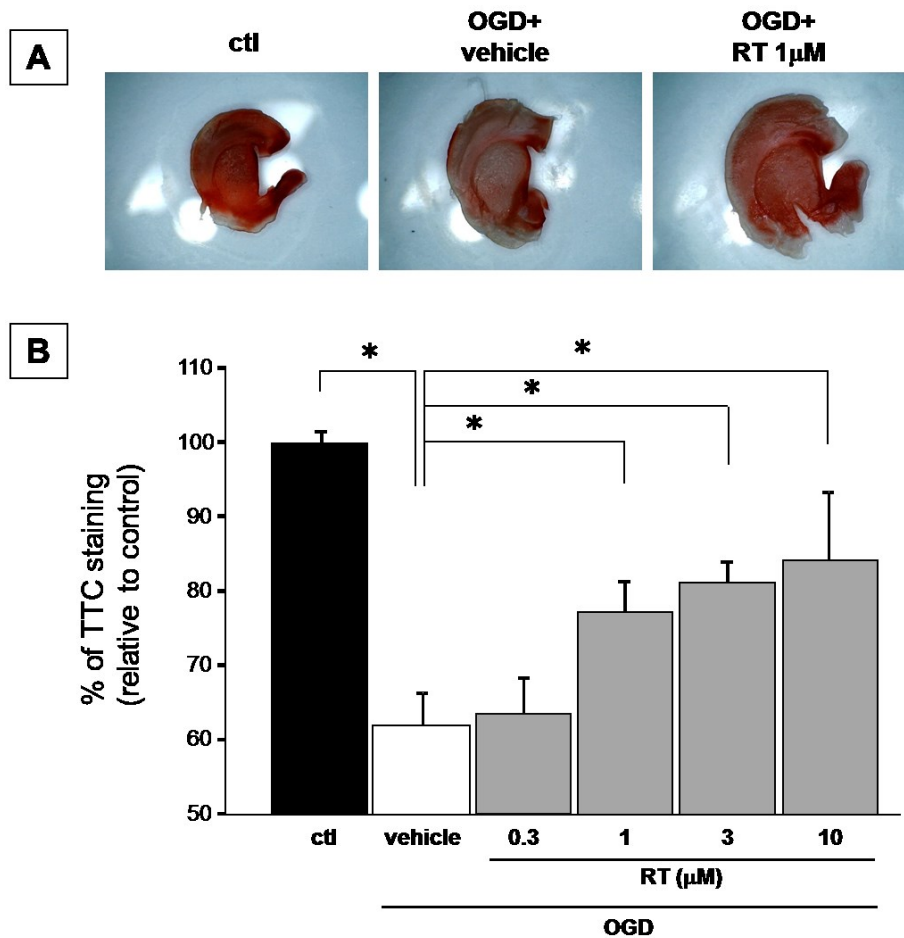 A
ctl
OGD+
vehicle
OGD+
RT 1μM
B
% of TTC staining
(relative to control)
110
100
90
80
70
60
50
*
*
*
*
ctl
vehicle
0.3
1
3
10
RT (μM)
OGD